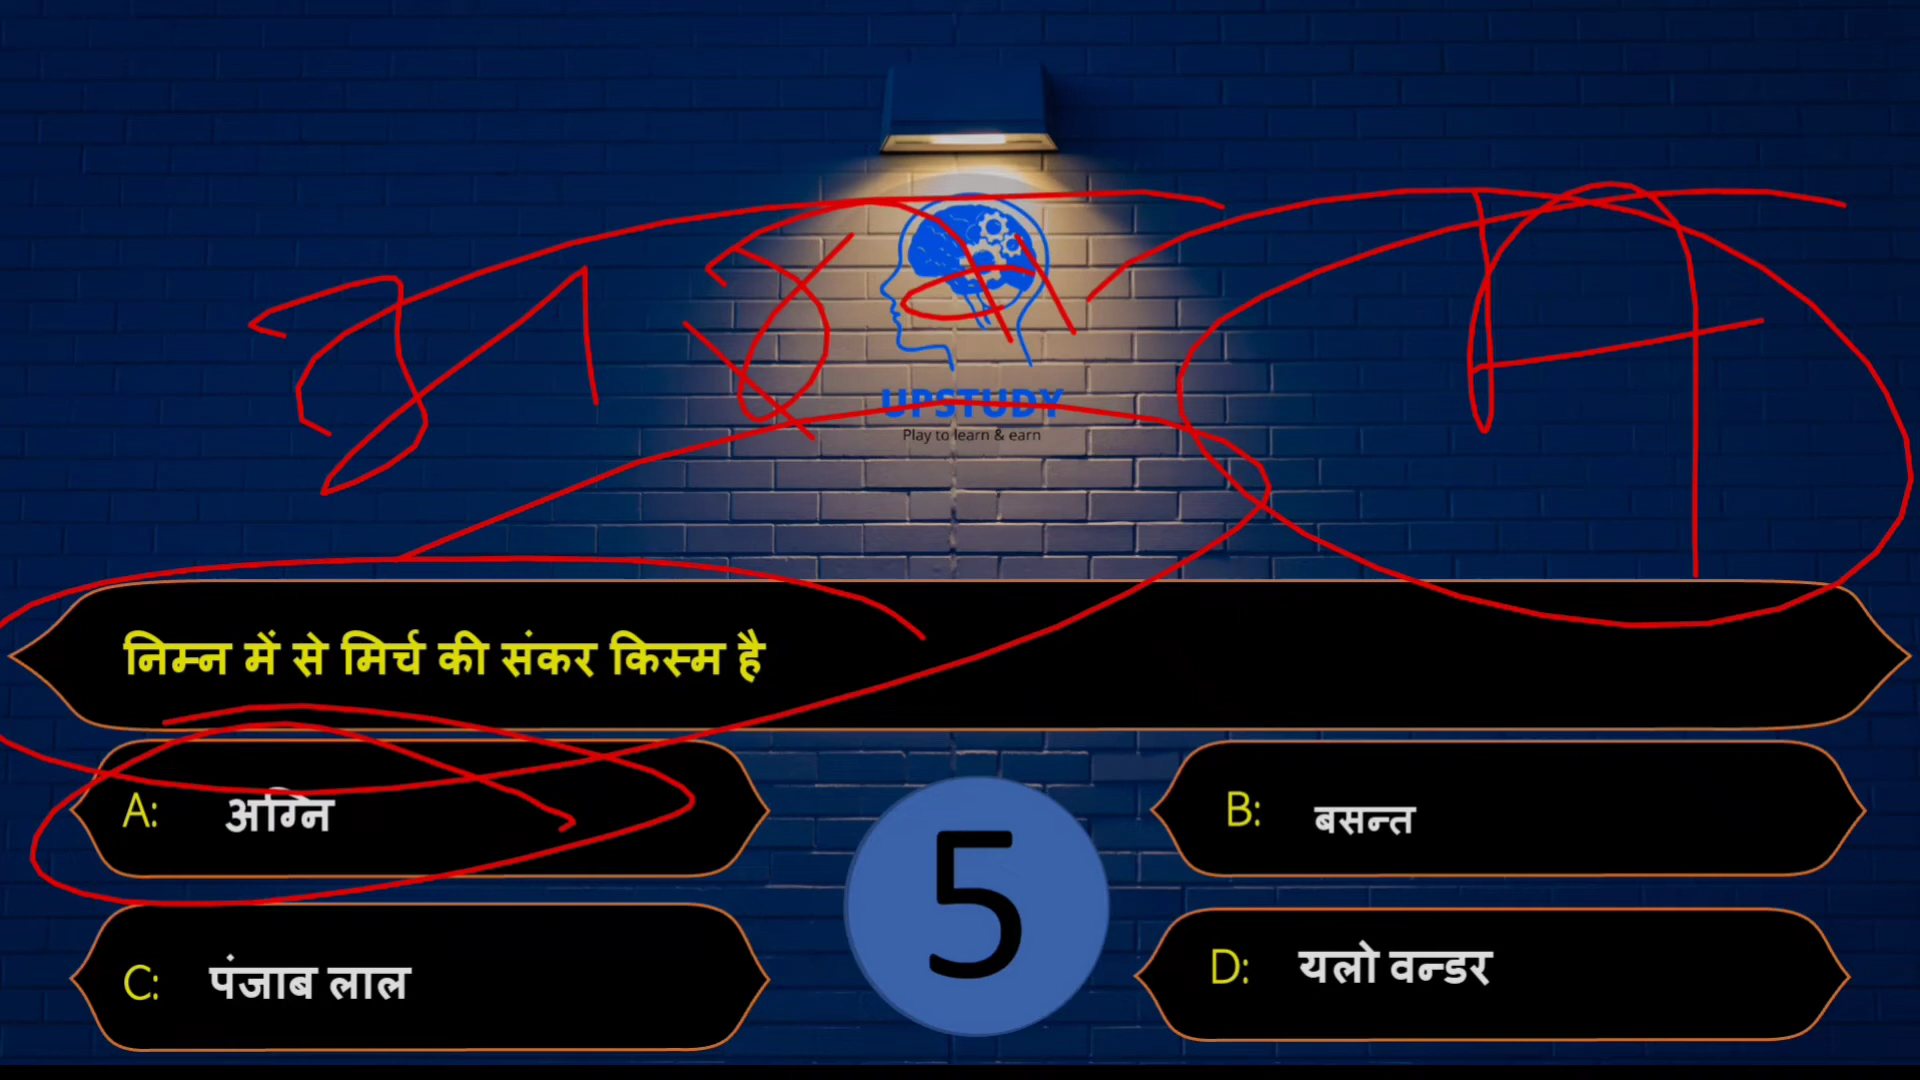 UPSTUDY
Play to learn & earn
निम्न में से मिर्च की संकर किस्म है
A: अग्नि
B: बसन्त
5
C: पंजाब लाल
D: यलो वन्डर